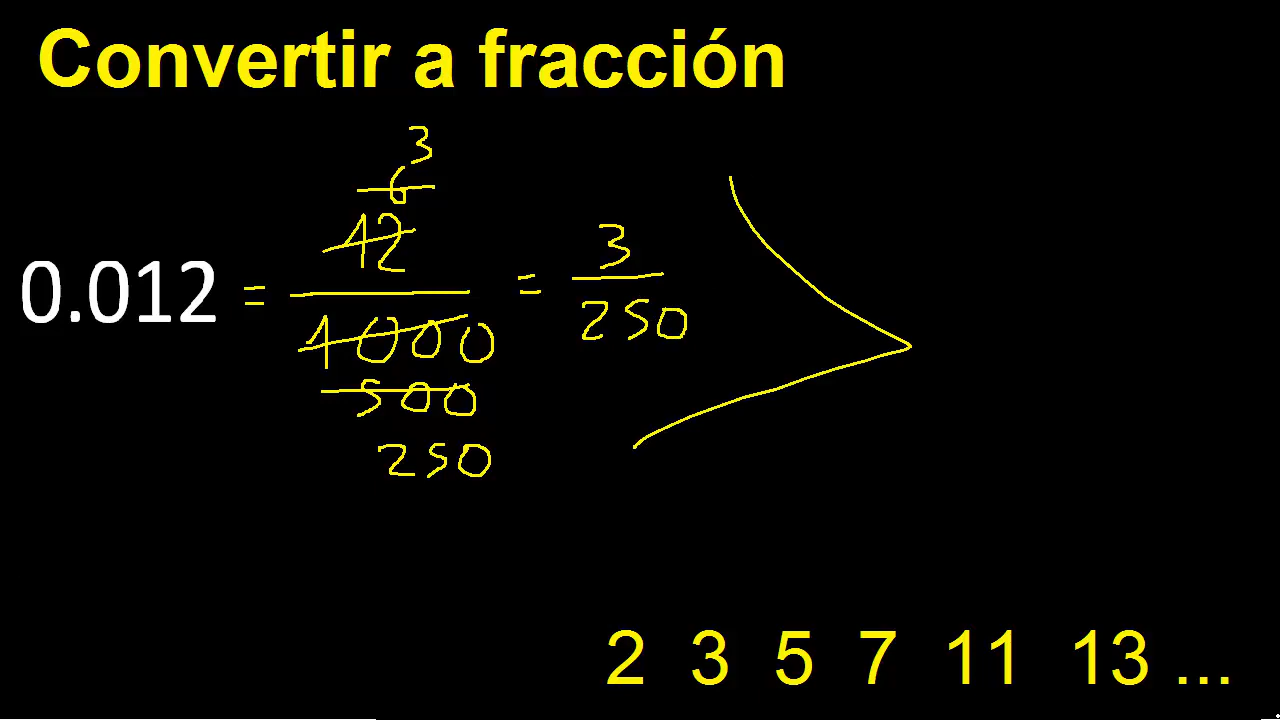 Convertir a fracción
3
6
12
0.012 = ――― = 3/250
1000
500
250
2 3 5 7 11 13 ...